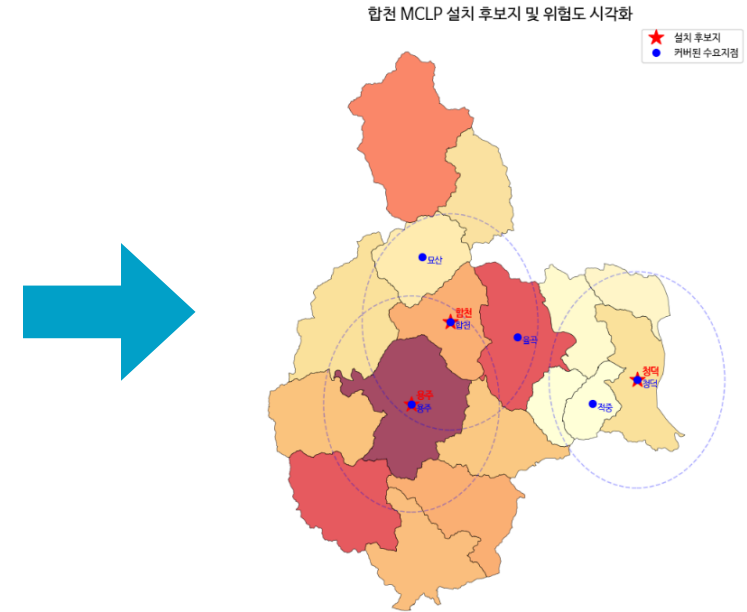 합천 MCLP 설치 후보지 및 위험도 시각화
설치 후보지
커버된 수요지점
묘산
합천
합천
율곡
청덕
청덕
용주
용주
적중